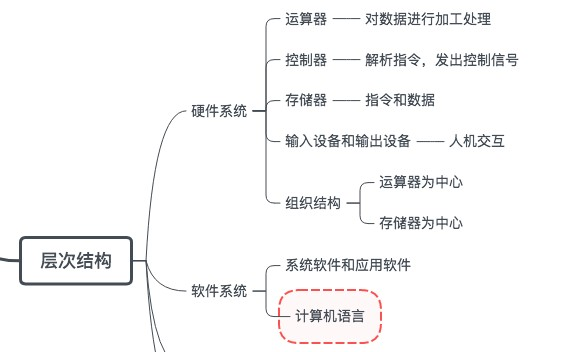 运算器
对数据进行加工处理
控制器
解析指令，发出控制信号
存储器
指令和数据
硬件系统
输入设备和输出设备
人机交互
运算器为中心
组织结构
存储器为中心
层次结构
系统软件和应用软件
软件系统
计算机语言